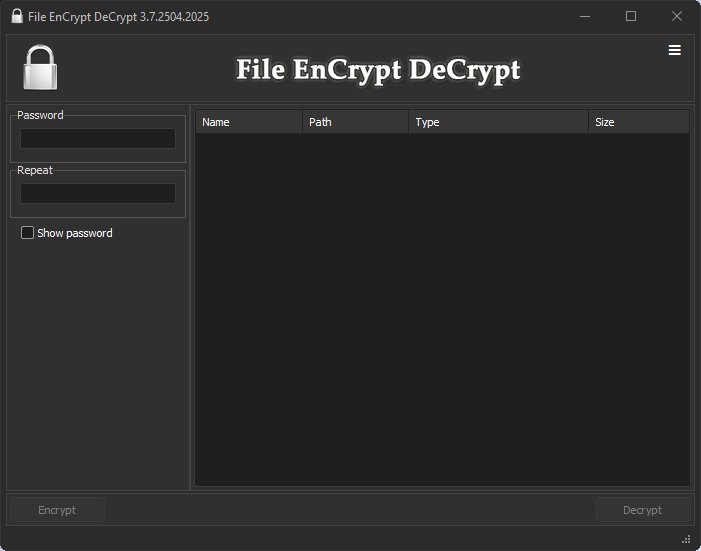 File EnCrypt DeCrypt 3.7.2504.2025
File EnCrypt DeCrypt
Password
Repeat
Show password
Name Path Type Size
Encrypt Decrypt